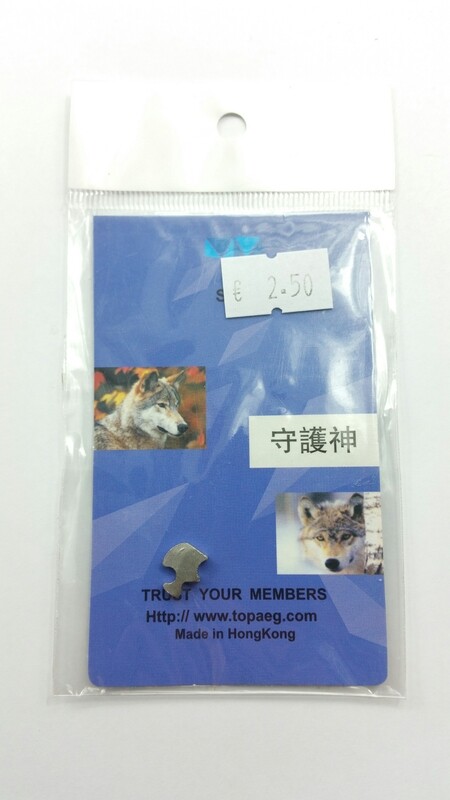 € 2.50
守護神
TRUST YOUR MEMBERS
Http:// www.topaeg.com
Made in HongKong